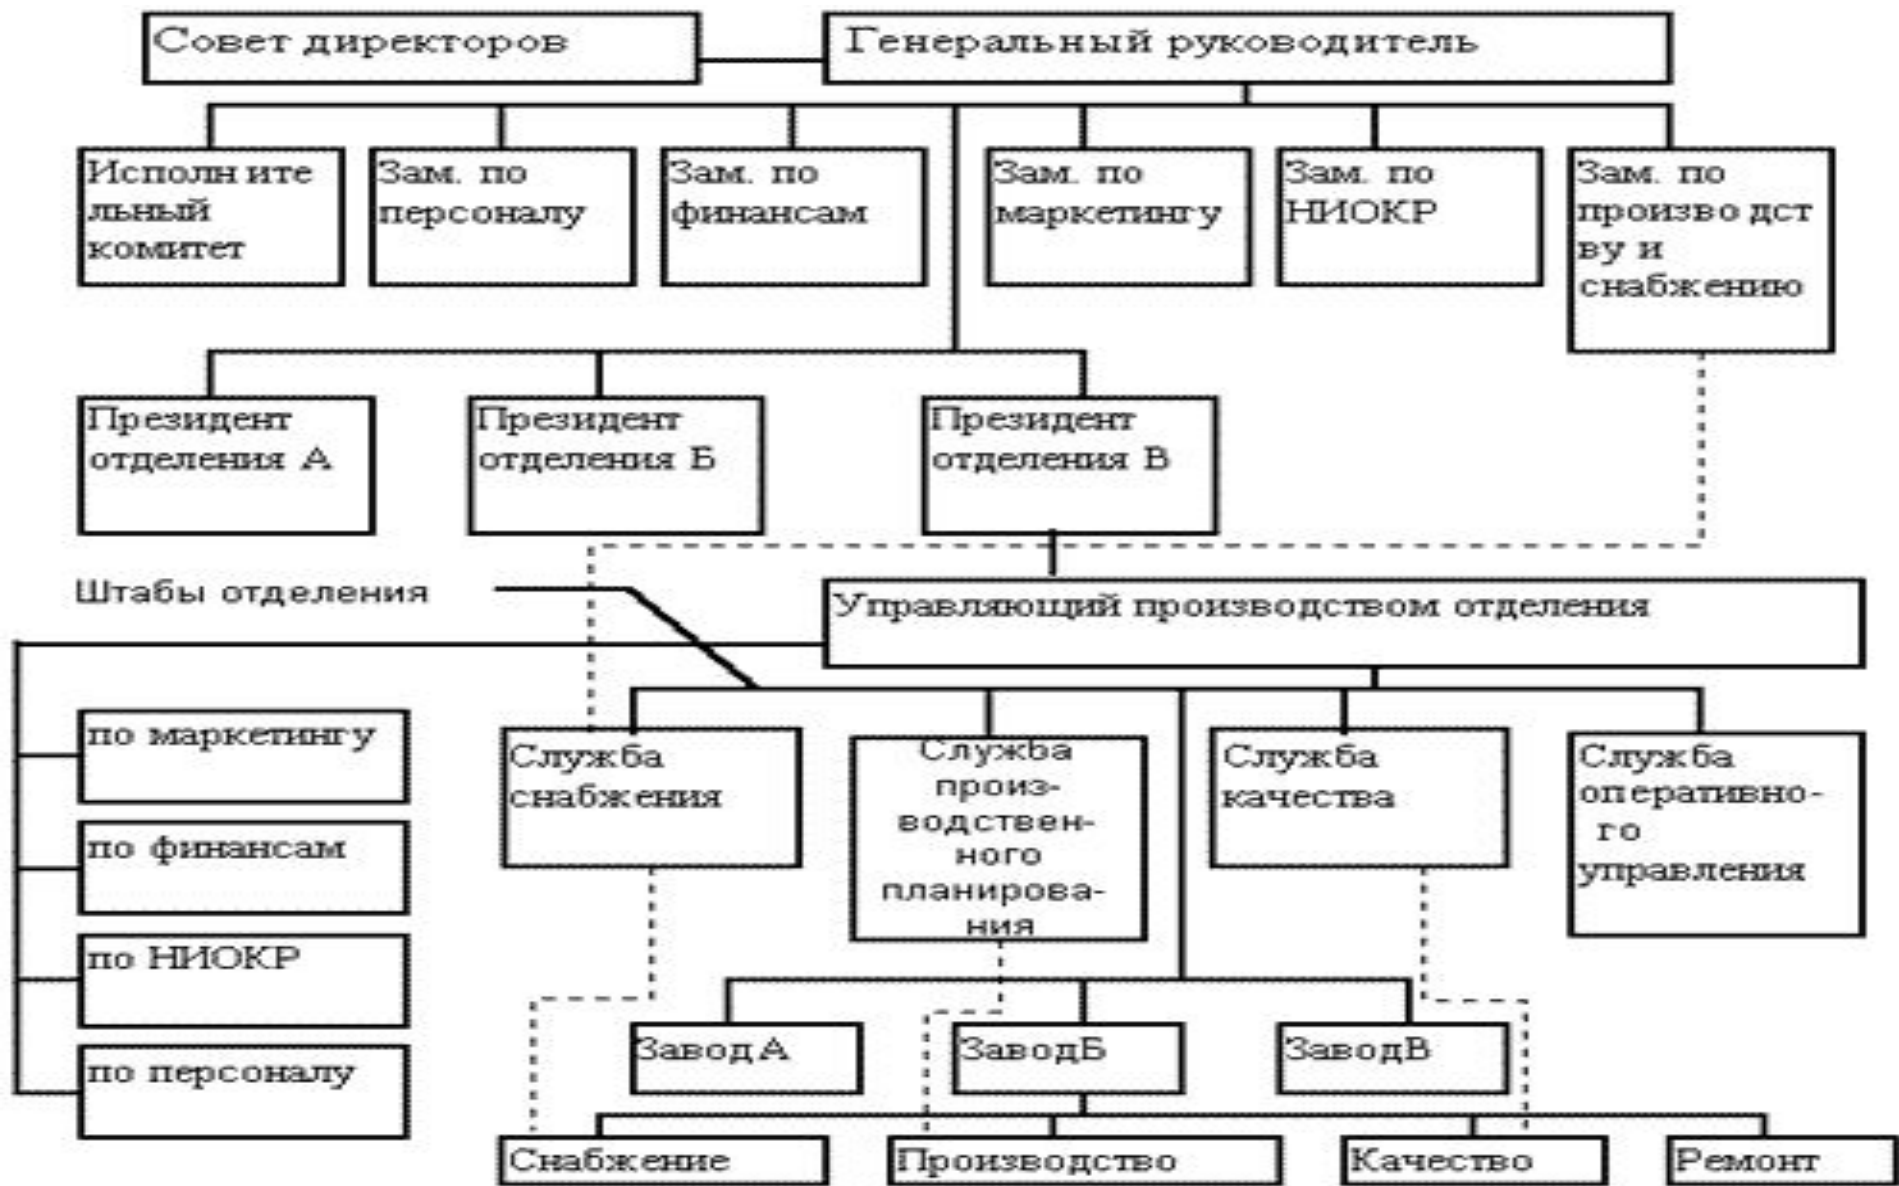 Совет директоров
Генеральный руководитель
Исполн ите
льный
комитет
Зам. по
персоналу
Зам. по
финансам
Зам. по
маркетингу
Зам. по
НИОКР
Зам. по
произво дст
ву и
снабжению
Президент
отделения А
Президент
отделения Б
Президент
отделения В
Штабы отделения
Управляющий производством отделения
по маркетингу
по финансам
по НИОКР
по персоналу
Служба
снабжения
Служба
произ-
водствен-
ного
планирова-
ния
Служба
качества
Служба
оперативно-
го
управления
Завод А
Завод Б
Завод В
Снабжение
Производство
Качество
Ремонт